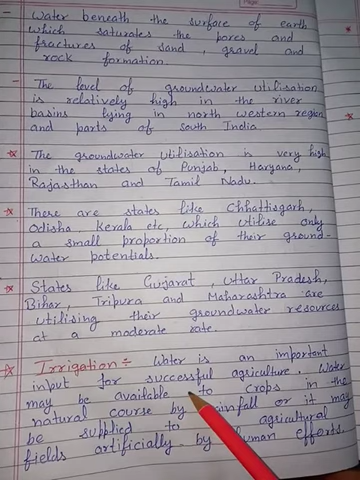 - Water beneath the surface of earth
which saturates the pores and
fractures of sand, gravel and
rock formation
- The level of groundwater utilisation
is relatively high in the river
basins lying in north western region
and parts of south India
* The groundwater utilisation is very high
in the states of Punjab, Haryana,
Rajasthan and Tamil Nadu.
* There are states like Chhattisgarh,
Odisha, Kerala etc, which utilise only
a small proportion of their ground-
water potentials.
* States like Gujarat, Uttar Pradesh,
Bihar, Tripura and Maharashtra are
utilising their groundwater resources
at a moderate rate.
* Irrigation ÷ Water is an important
input for successful agriculture. Water
may be available to crops in the
natural course by rainfall or it may
be supplied to agricultural
fields artificially by human efforts.